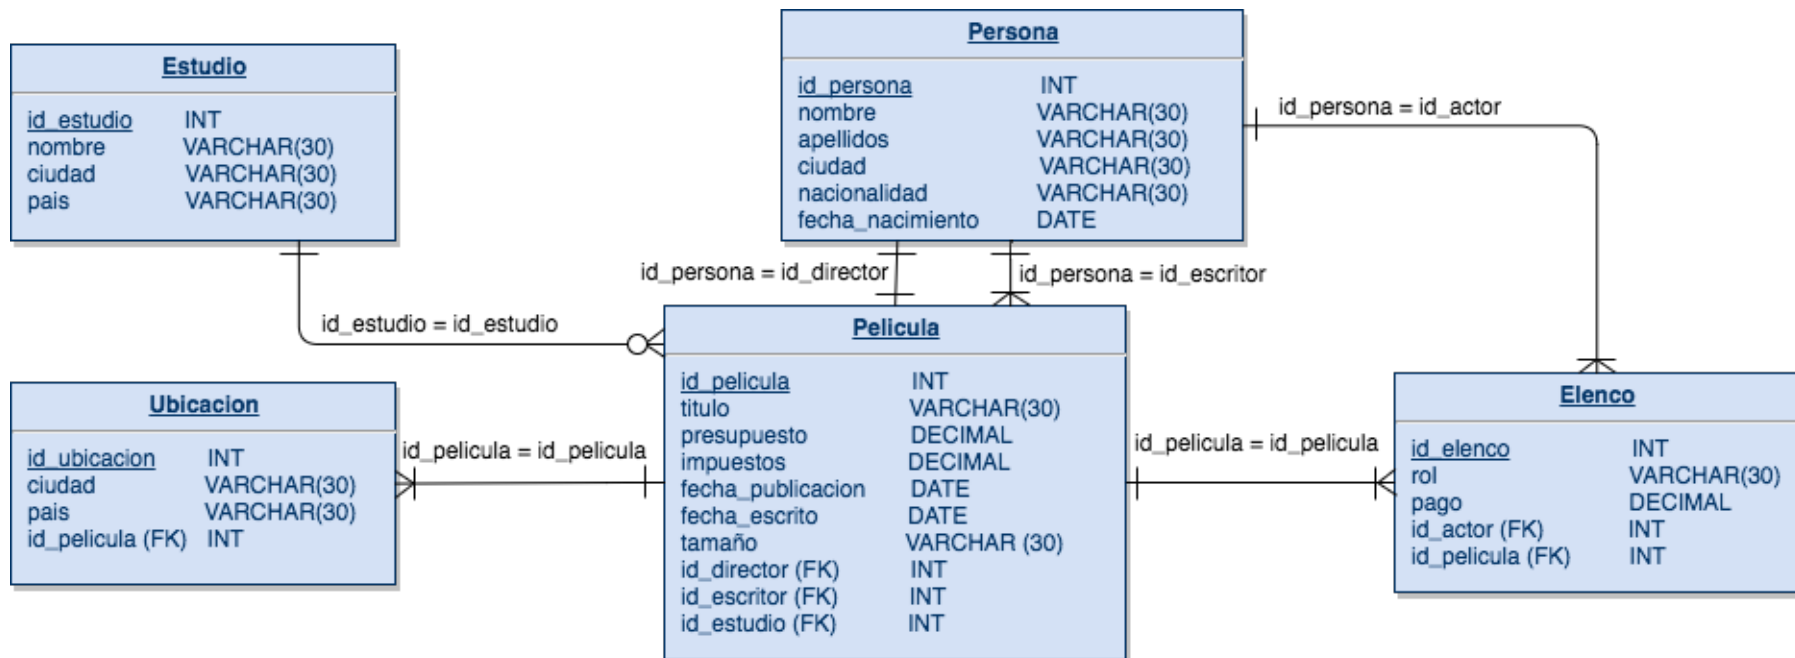 Estudio
id_estudio INT
nombre VARCHAR(30)
ciudad VARCHAR(30)
pais VARCHAR(30)
Persona
id_persona INT
nombre VARCHAR(30)
apellidos VARCHAR(30)
ciudad VARCHAR(30)
nacionalidad VARCHAR(30)
fecha_nacimiento DATE
id_persona = id_actor
id_persona = id_director
id_persona = id_escritor
id_estudio = id_estudio
Ubicacion
id_ubicacion INT
ciudad VARCHAR(30)
pais VARCHAR(30)
id_pelicula (FK) INT
id_pelicula = id_pelicula
Pelicula
id_pelicula INT
titulo VARCHAR(30)
presupuesto DECIMAL
impuestos DECIMAL
fecha_publicacion DATE
fecha_escrito DATE
tamaño VARCHAR (30)
id_director (FK) INT
id_escritor (FK) INT
id_estudio (FK) INT
id_pelicula = id_pelicula
Elenco
id_elenco INT
rol VARCHAR(30)
pago DECIMAL
id_actor (FK) INT
id_pelicula (FK) INT